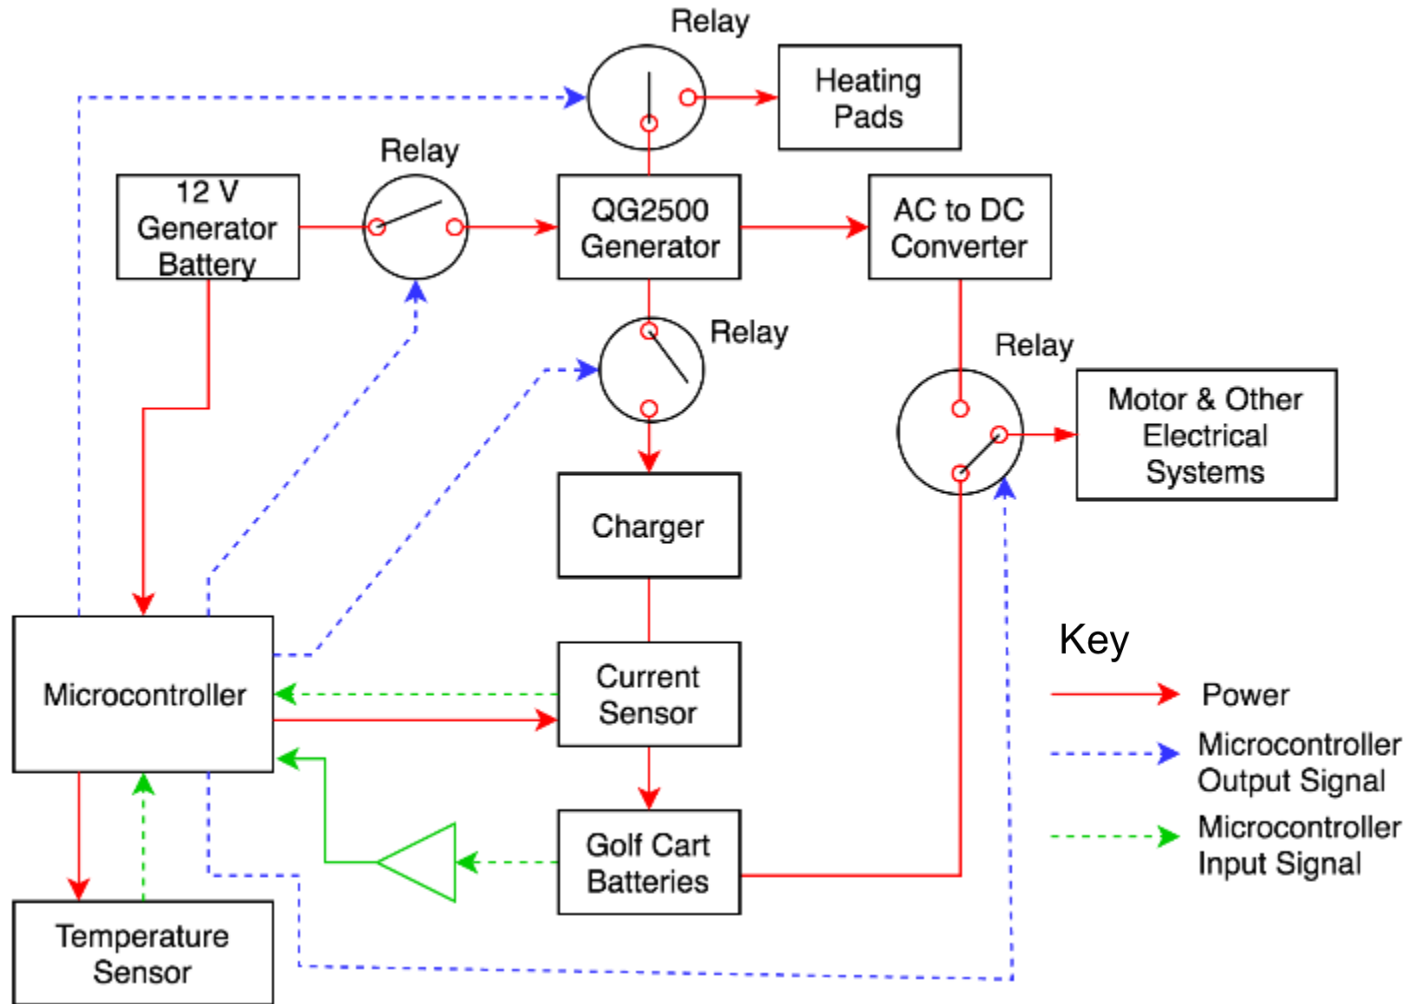 Relay
Heating
Pads
Relay
12 V
Generator
Battery
QG2500
Generator
AC to DC
Converter
Relay
Relay
Motor & Other
Electrical
Systems
Charger
Key
Microcontroller
Current
Sensor
Power
Microcontroller
Output Signal
Microcontroller
Input Signal
Golf Cart
Batteries
Temperature
Sensor